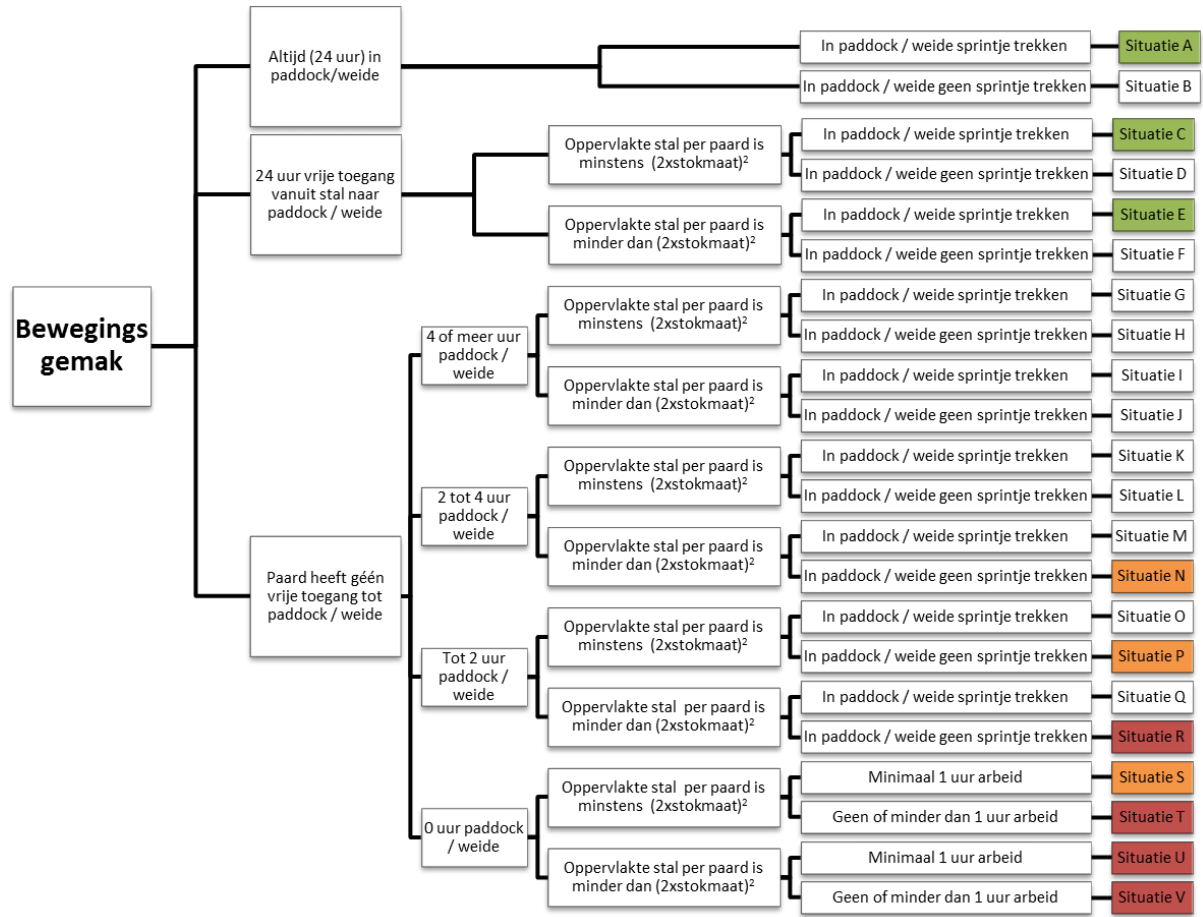 Altijd (24 uur) in
paddock/weide
In paddock / weide sprintje trekken
Situatie A
In paddock / weide geen sprintje trekken
Situatie B
24 uur vrije toegang
vanuit stal naar
paddock / weide
Oppervlakte stal per paard is
minstens (2xstokmaat)²
In paddock / weide sprintje trekken
Situatie C
In paddock / weide geen sprintje trekken
Situatie D
Oppervlakte stal per paard is
minder dan (2xstokmaat)²
In paddock / weide sprintje trekken
Situatie E
In paddock / weide geen sprintje trekken
Situatie F
Bewegings
gemak
Paard heeft géén
vrije toegang tot
paddock / weide
4 of meer uur
paddock /
weide
Oppervlakte stal per paard is
minstens (2xstokmaat)²
In paddock / weide sprintje trekken
Situatie G
In paddock / weide geen sprintje trekken
Situatie H
Oppervlakte stal per paard is
minder dan (2xstokmaat)²
In paddock / weide sprintje trekken
Situatie I
In paddock / weide geen sprintje trekken
Situatie J
2 tot 4 uur
paddock /
weide
Oppervlakte stal per paard is
minstens (2xstokmaat)²
In paddock / weide sprintje trekken
Situatie K
In paddock / weide geen sprintje trekken
Situatie L
Oppervlakte stal per paard is
minder dan (2xstokmaat)²
In paddock / weide sprintje trekken
Situatie M
In paddock / weide geen sprintje trekken
Situatie N
Tot 2 uur
paddock /
weide
Oppervlakte stal per paard is
minstens (2xstokmaat)²
In paddock / weide sprintje trekken
Situatie O
In paddock / weide geen sprintje trekken
Situatie P
Oppervlakte stal per paard is
minder dan (2xstokmaat)²
In paddock / weide sprintje trekken
Situatie Q
In paddock / weide geen sprintje trekken
Situatie R
0 uur paddock
/ weide
Oppervlakte stal per paard is
minstens (2xstokmaat)²
Minimaal 1 uur arbeid
Situatie S
Geen of minder dan 1 uur arbeid
Situatie T
Oppervlakte stal per paard is
minder dan (2xstokmaat)²
Minimaal 1 uur arbeid
Situatie U
Geen of minder dan 1 uur arbeid
Situatie V